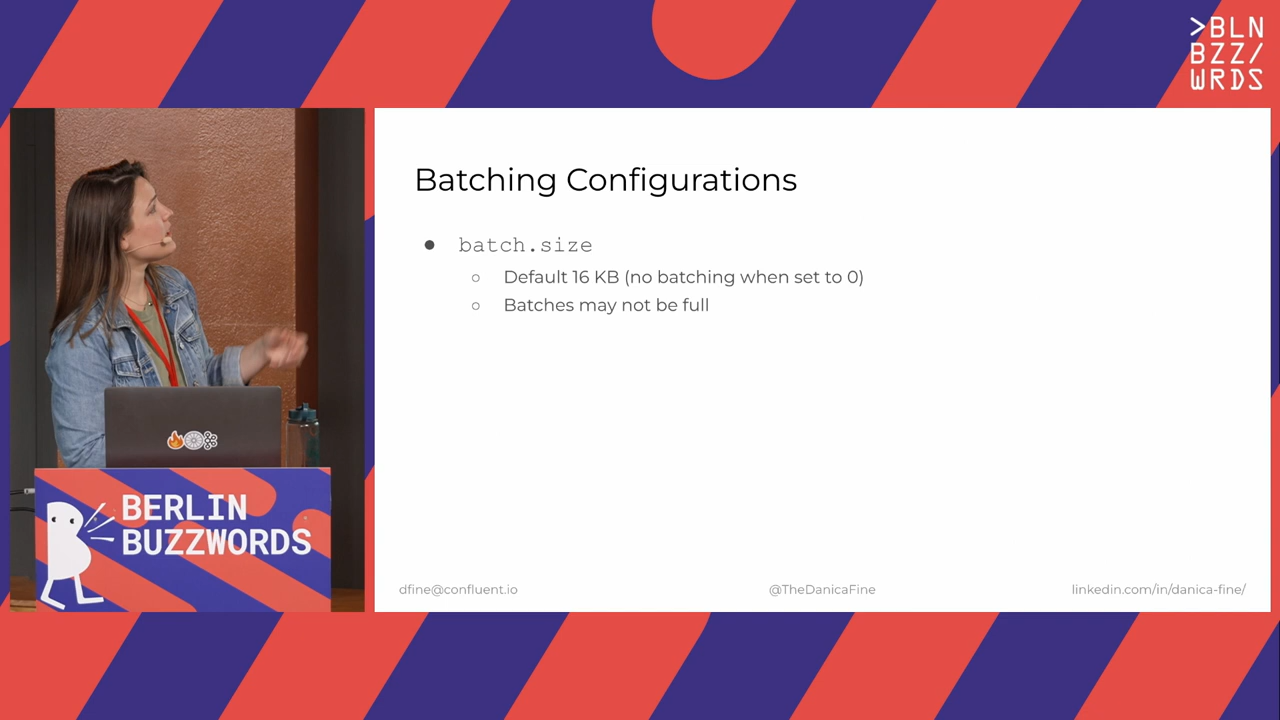 >BLN
BZZ/
WRDS
Batching Configurations
● batch.size
○ Default 16 KB (no batching when set to 0)
○ Batches may not be full
BERLIN
BUZZWORDS
dfine@confluent.io
@TheDanicaFine
linkedin.com/in/danica-fine/